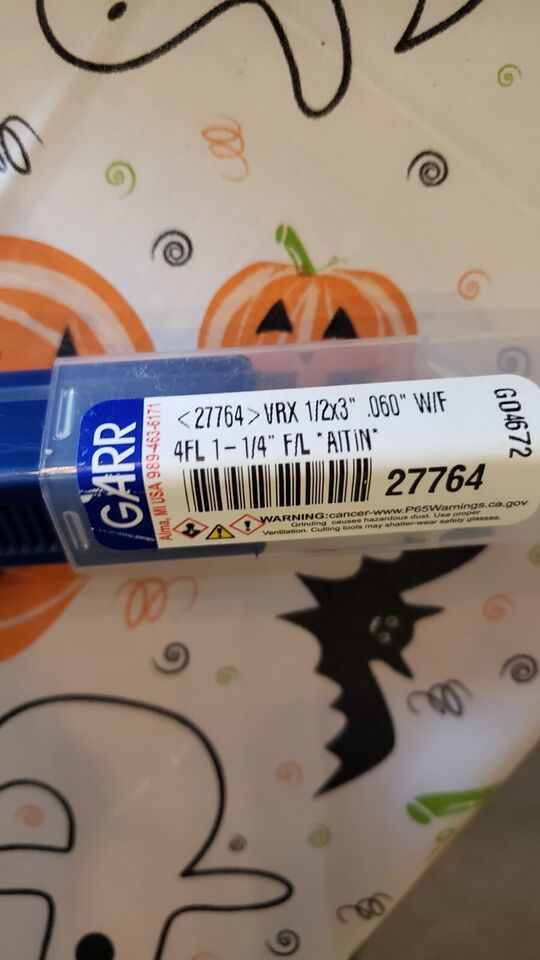 <27764>VRX 1/2x3" .060" W/F
4FL 1-1/4" F/L *AlTiN*
27764
WARNING:cancer-www.P65Warnings.ca.gov
Grinding causes hazardous dust. Use proper
Ventilation. Cutting tools may shatter-wear safety glasses.
GARR
Alma, MI USA 989-463-6171
G04672